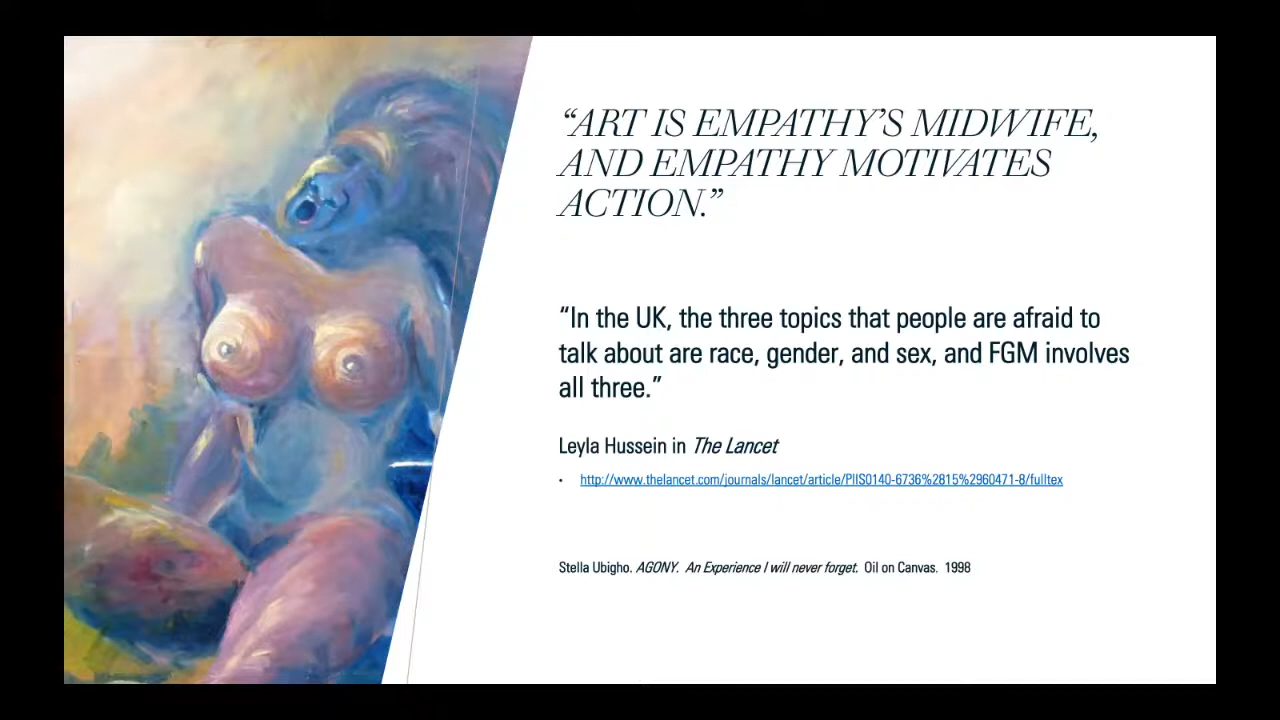 “ART IS EMPATHY’S MIDWIFE,
AND EMPATHY MOTIVATES
ACTION.”
“In the UK, the three topics that people are afraid to
talk about are race, gender, and sex, and FGM involves
all three.”
Leyla Hussein in The Lancet
• http://www.thelancet.com/journals/lancet/article/PIIS0140-6736%2815%2960471-8/fulltex
Stella Ubigho. AGONY. An Experience I will never forget. Oil on Canvas. 1998